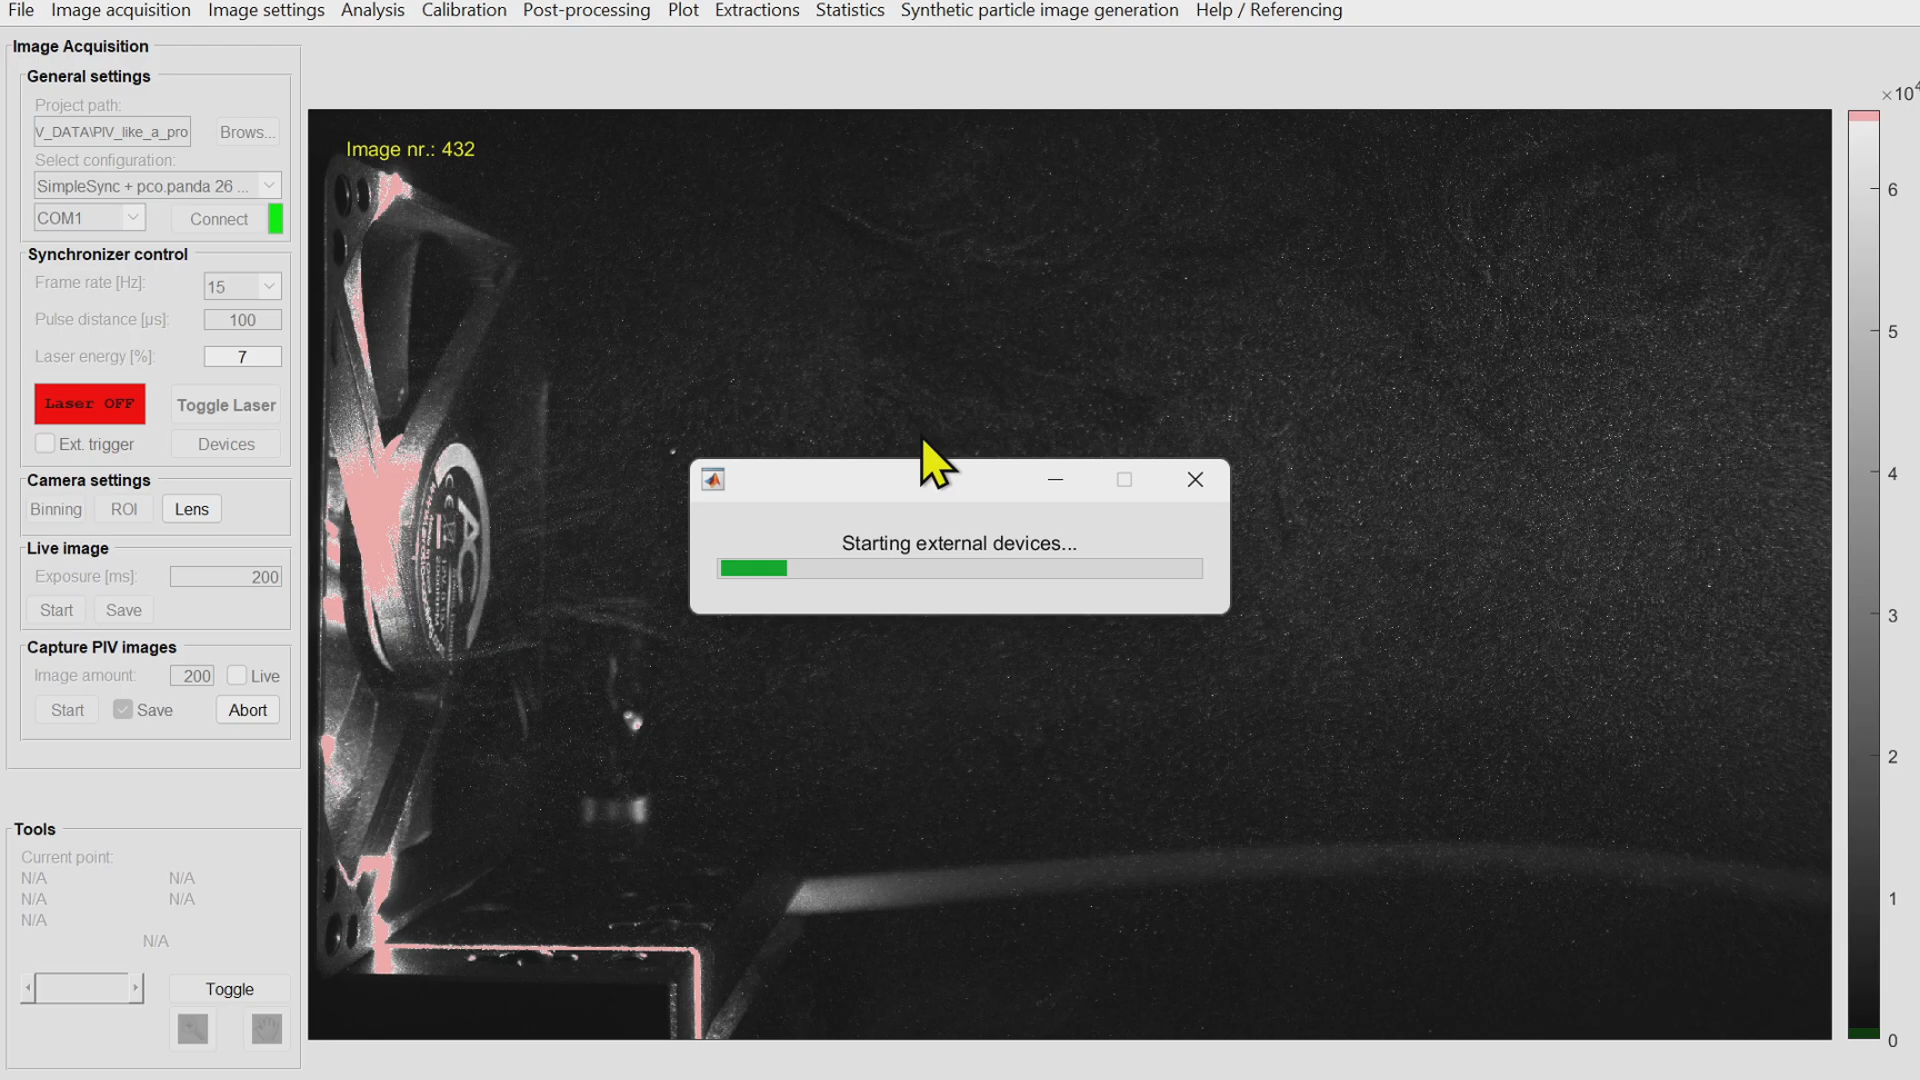 File Image acquisition Image settings Analysis Calibration Post-processing Plot Extractions Statistics Synthetic particle image generation Help / Referencing
Image Acquisition
General settings
Project path:
V_DATA\PIV_like_a_pro Brows...
Select configuration:
SimpleSync + pco.panda 26 ...
COM1 Connect
Synchronizer control
Frame rate [Hz]: 15
Pulse distance [µs]: 100
Laser energy [%]: 7
Laser OFF Toggle Laser
Ext. trigger Devices
Camera settings
Binning ROI Lens
Live image
Exposure [ms]: 200
Start Save
Capture PIV images
Image amount: 200 Live
Start Save Abort
Tools
Current point:
N/A N/A
N/A N/A
N/A
N/A
Toggle
Image nr.: 432
Starting external devices...
×10⁴
6
5
4
3
2
1
0